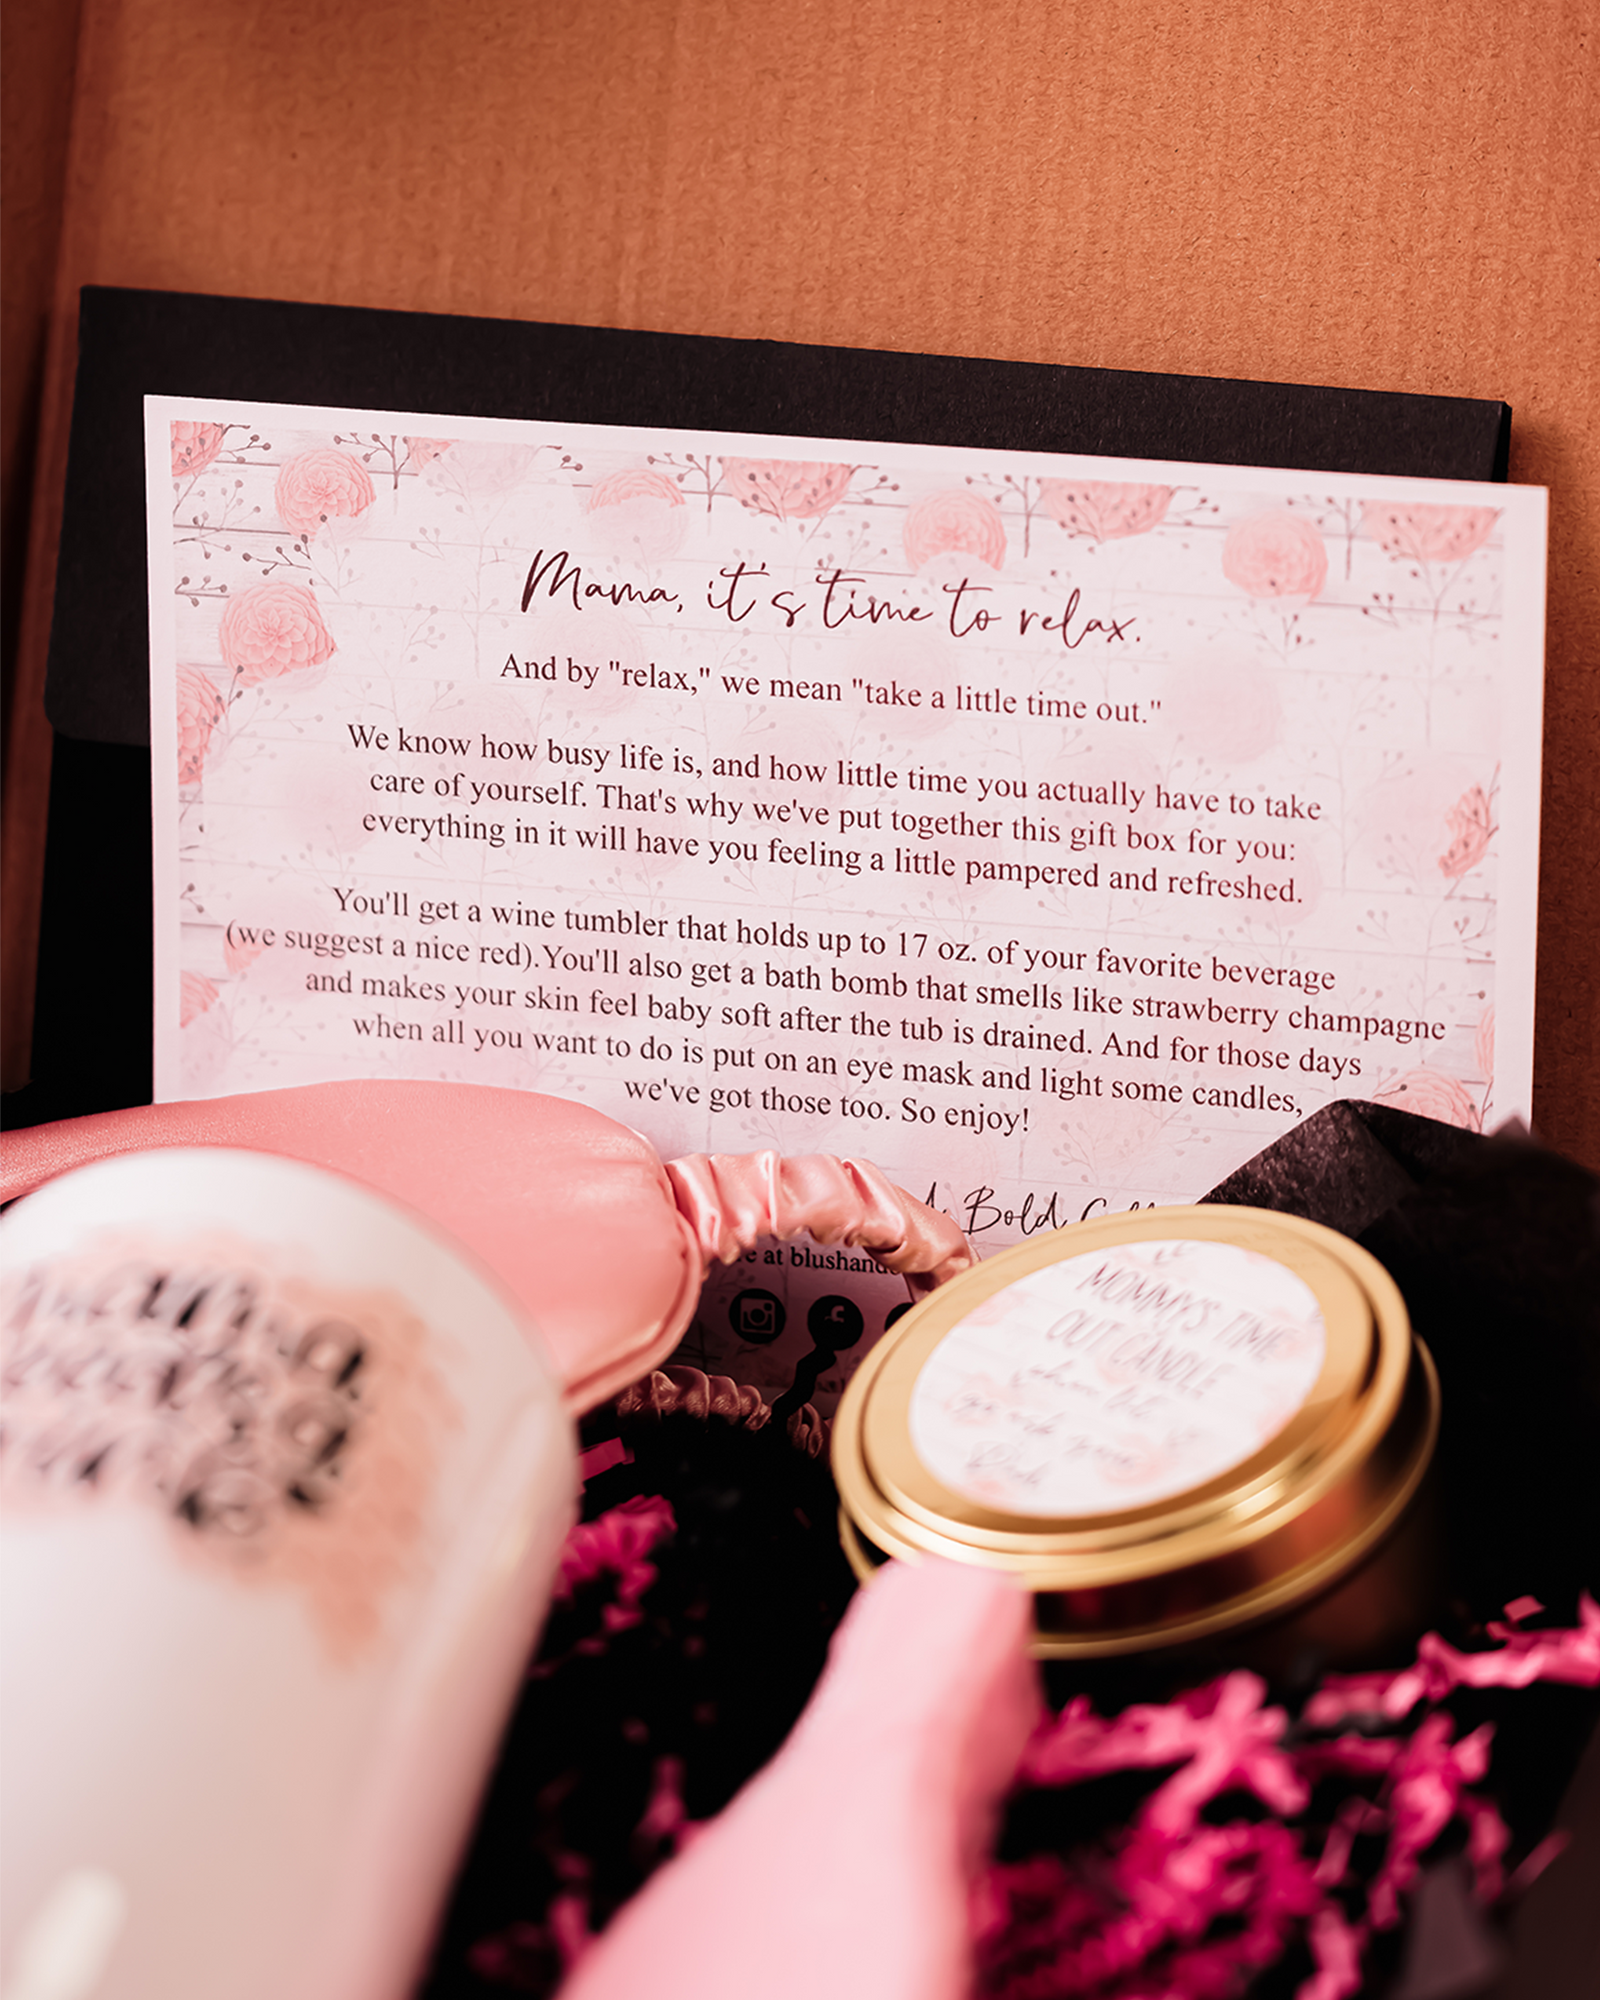 Mama, it's time to relax.
And by "relax," we mean "take a little time out."
We know how busy life is, and how little time you actually have to take
care of yourself. That's why we've put together this gift box for you:
everything in it will have you feeling a little pampered and refreshed.
You'll get a wine tumbler that holds up to 17 oz. of your favorite beverage
(we suggest a nice red).You'll also get a bath bomb that smells like strawberry champagne
and makes your skin feel baby soft after the tub is drained. And for those days
when all you want to do is put on an eye mask and light some candles,
we've got those too. So enjoy!
Bold
at blushand
MOMMY'S TIME
OUT CANDLE